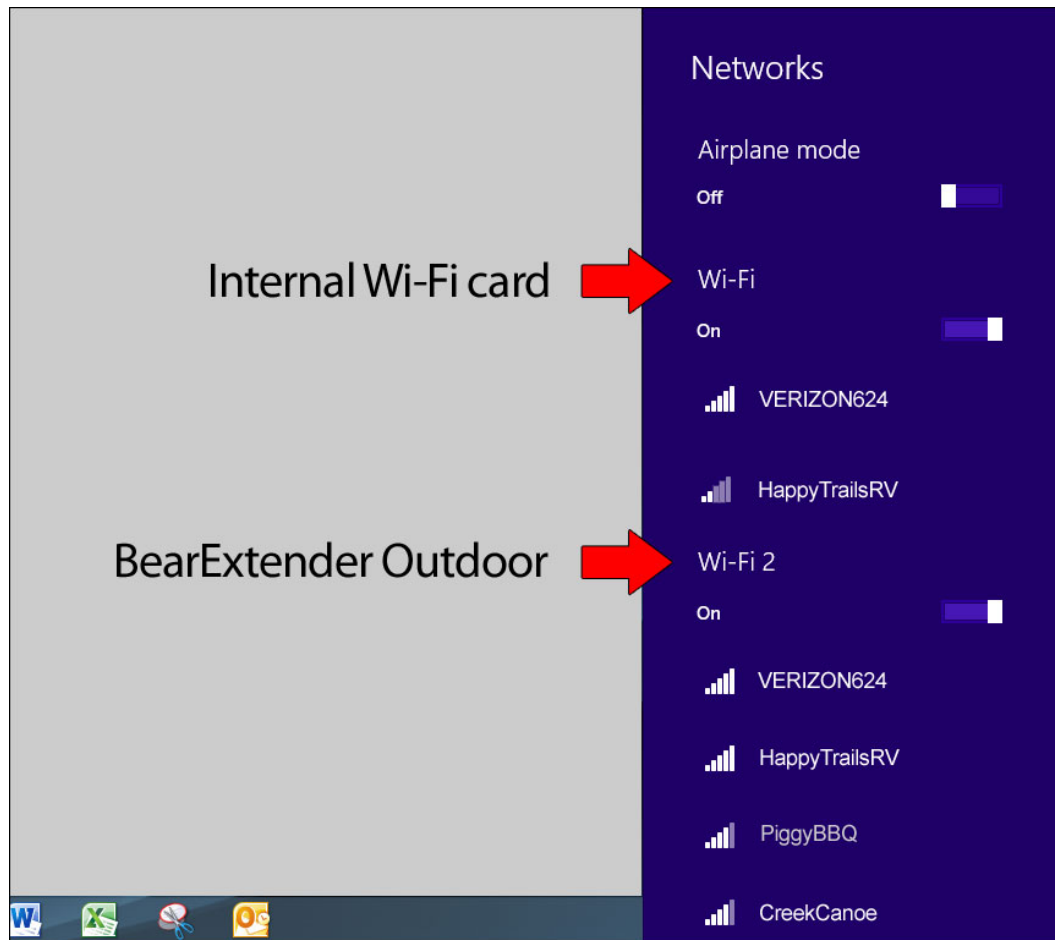 Networks
Airplane mode
Off
Internal Wi-Fi card
Wi-Fi
On
VERIZON624
HappyTrailsRV
BearExtender Outdoor
Wi-Fi 2
On
VERIZON624
HappyTrailsRV
PiggyBBQ
CreekCanoe